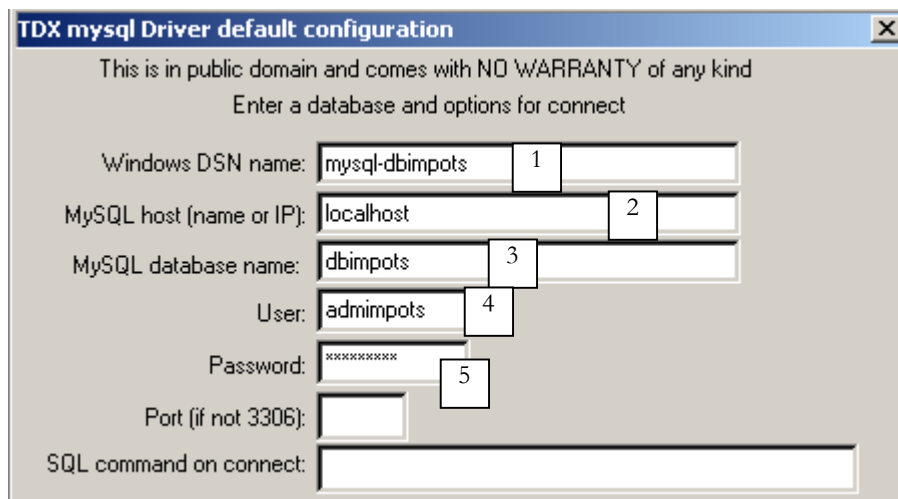 TDX mysql Driver default configuration
This is in public domain and comes with NO WARRANTY of any kind
Enter a database and options for connect
Windows DSN name: mysql-dbimpots 1
MySQL host (name or IP): localhost 2
MySQL database name: dbimpots 3
User: admimpots 4
Password: ********* 5
Port (if not 3306):
SQL command on connect: